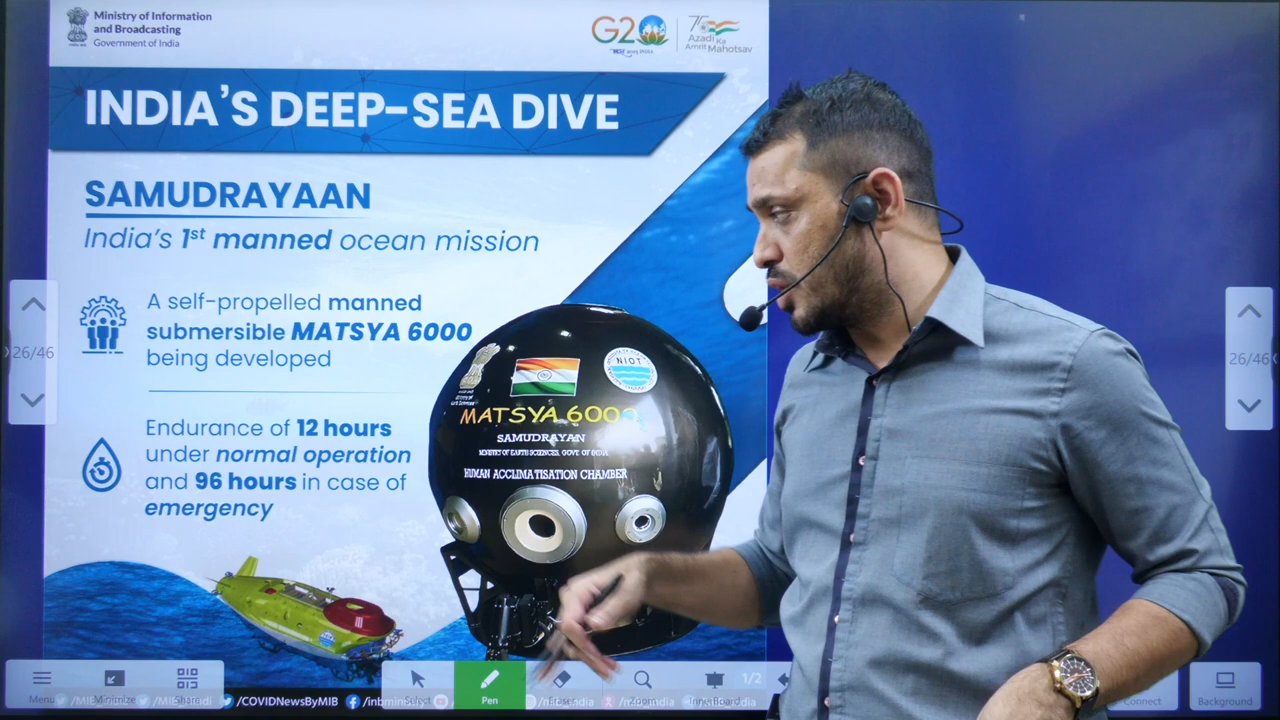 Ministry of Information
and Broadcasting
Government of India
G20
Azadi Ka
Amrit Mahotsav
INDIA'S DEEP-SEA DIVE
SAMUDRAYAAN
India's 1st manned ocean mission
A self-propelled manned
submersible MATSYA 6000
being developed
26/46
26/46
NIOT
MATSYA 6000
SAMUDRAYAN
MINISTRY OF EARTH SCIENCES, GOVT. OF INDIA
HUMAN ACCLIMATISATION CHAMBER
Endurance of 12 hours
under normal operation
and 96 hours in case of
emergency
Menu
Minimize
Select
Pen
Eraser
Zoom
1/2
Connect
Background
/COVIDNewsByMIB